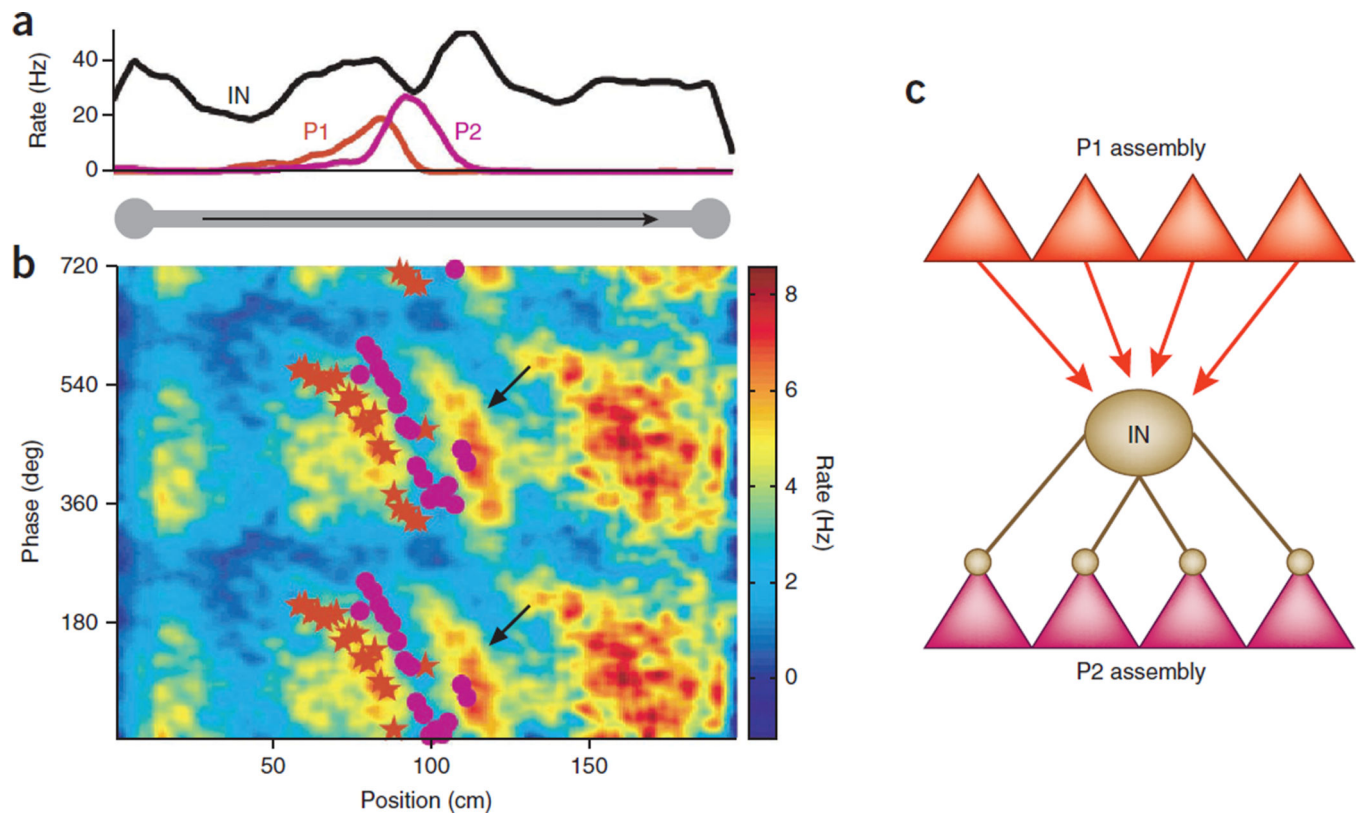 a
Rate (Hz)
40
20
0
IN
P1
P2
b
Phase (deg)
720
540
360
180
50
100
150
Position (cm)
8
6
4
2
0
Rate (Hz)
c
P1 assembly
IN
P2 assembly